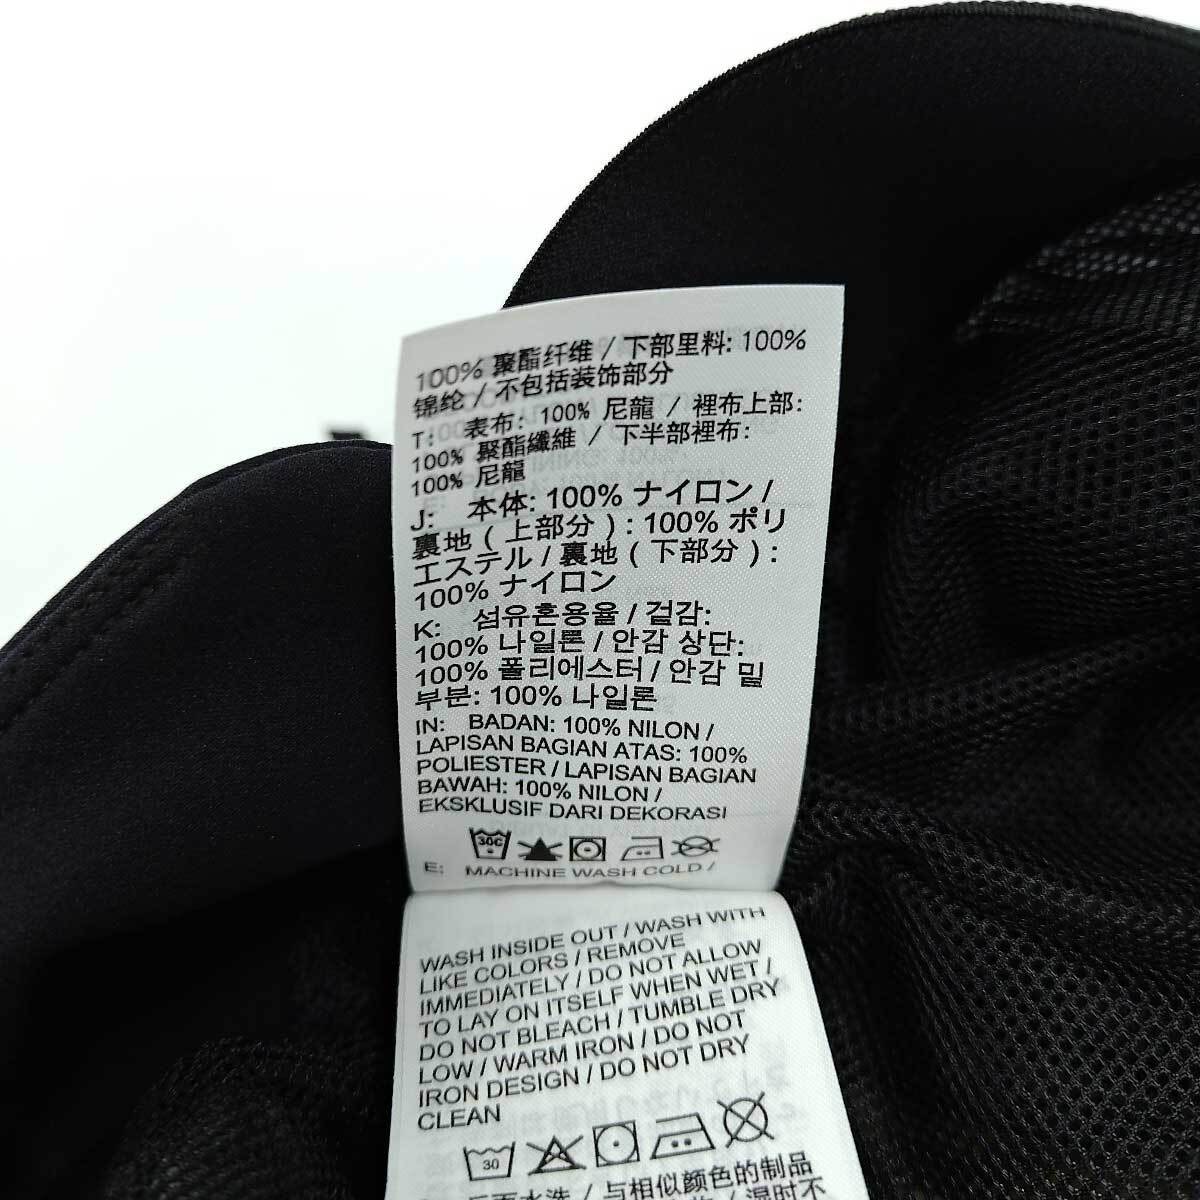 100% 聚酯纤维 / 下部里料: 100%
锦纶 / 不包括装饰部分
T: 表布: 100% 尼龍 / 裡布上部:
100% 聚酯纖維 / 下半部裡布:
100% 尼龍
J: 本体: 100% ナイロン /
裏地 ( 上部分 ) : 100% ポリ
エステル / 裏地 ( 下部分 ) :
100% ナイロン
K: 섬유혼용율 / 겉감:
100% 나일론 / 안감 상단:
100% 폴리에스터 / 안감 밑
부분: 100% 나일론
IN: BADAN: 100% NILON /
LAPISAN BAGIAN ATAS: 100%
POLIESTER / LAPISAN BAGIAN
BAWAH: 100% NILON /
EKSKLUSIF DARI DEKORASI
30C
E: MACHINE WASH COLD /
WASH INSIDE OUT / WASH WITH
LIKE COLORS / REMOVE
IMMEDIATELY / DO NOT ALLOW
TO LAY ON ITSELF WHEN WET /
DO NOT BLEACH / TUMBLE DRY
LOW / WARM IRON / DO NOT
IRON DESIGN / DO NOT DRY
CLEAN
30
/ 与相似颜色的制品